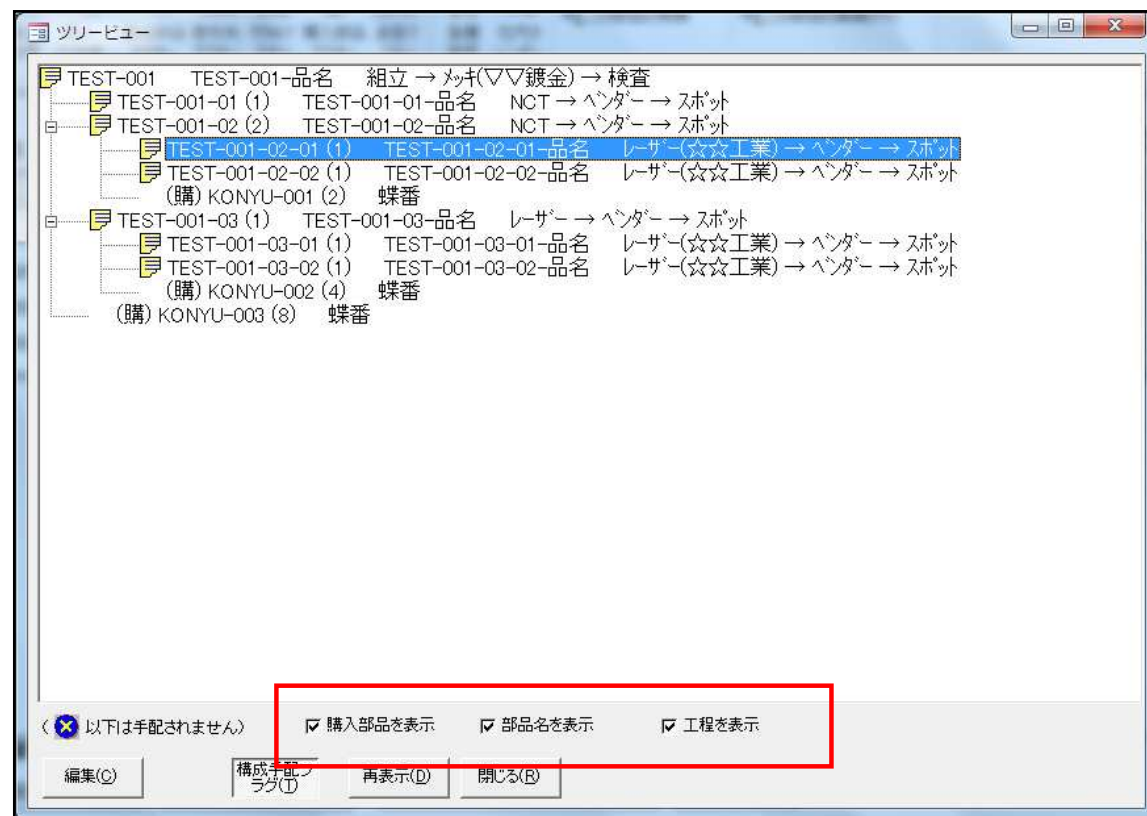 ツリービュー
TEST-001 TEST-001-品名 組立 → ﾒｯｷ(▽▽鍍金) → 検査
TEST-001-01 (1) TEST-001-01-品名 NCT → ﾍﾞﾝﾀﾞｰ → ｽﾎﾟｯﾄ
TEST-001-02 (2) TEST-001-02-品名 NCT → ﾍﾞﾝﾀﾞｰ → ｽﾎﾟｯﾄ
TEST-001-02-01 (1) TEST-001-02-01-品名 ﾚｰｻﾞｰ(☆☆工業) → ﾍﾞﾝﾀﾞｰ → ｽﾎﾟｯﾄ
TEST-001-02-02 (1) TEST-001-02-02-品名 ﾚｰｻﾞｰ(☆☆工業) → ﾍﾞﾝﾀﾞｰ → ｽﾎﾟｯﾄ
(購) KONYU-001 (2) 蝶番
TEST-001-03 (1) TEST-001-03-品名 ﾚｰｻﾞｰ → ﾍﾞﾝﾀﾞｰ → ｽﾎﾟｯﾄ
TEST-001-03-01 (1) TEST-001-03-01-品名 ﾚｰｻﾞｰ(☆☆工業) → ﾍﾞﾝﾀﾞｰ → ｽﾎﾟｯﾄ
TEST-001-03-02 (1) TEST-001-03-02-品名 ﾚｰｻﾞｰ(☆☆工業) → ﾍﾞﾝﾀﾞｰ → ｽﾎﾟｯﾄ
(購) KONYU-002 (4) 蝶番
(購) KONYU-003 (8) 蝶番
( 以下は手配されません) 購入部品を表示 部品名を表示 工程を表示
編集(C) 構成手配フラグ(T) 再表示(D) 閉じる(R)